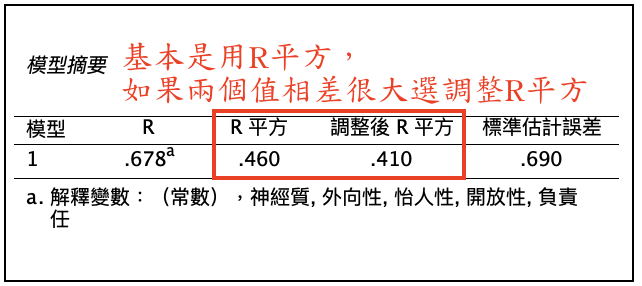 基本是用R平方，
模型摘要 如果兩個值相差很大選調整R平方
模型 R R 平方 調整後 R 平方 標準估計誤差
1 .678a .460 .410 .690
a. 解釋變數：（常數），神經質, 外向性, 怡人性, 開放性, 負責
任